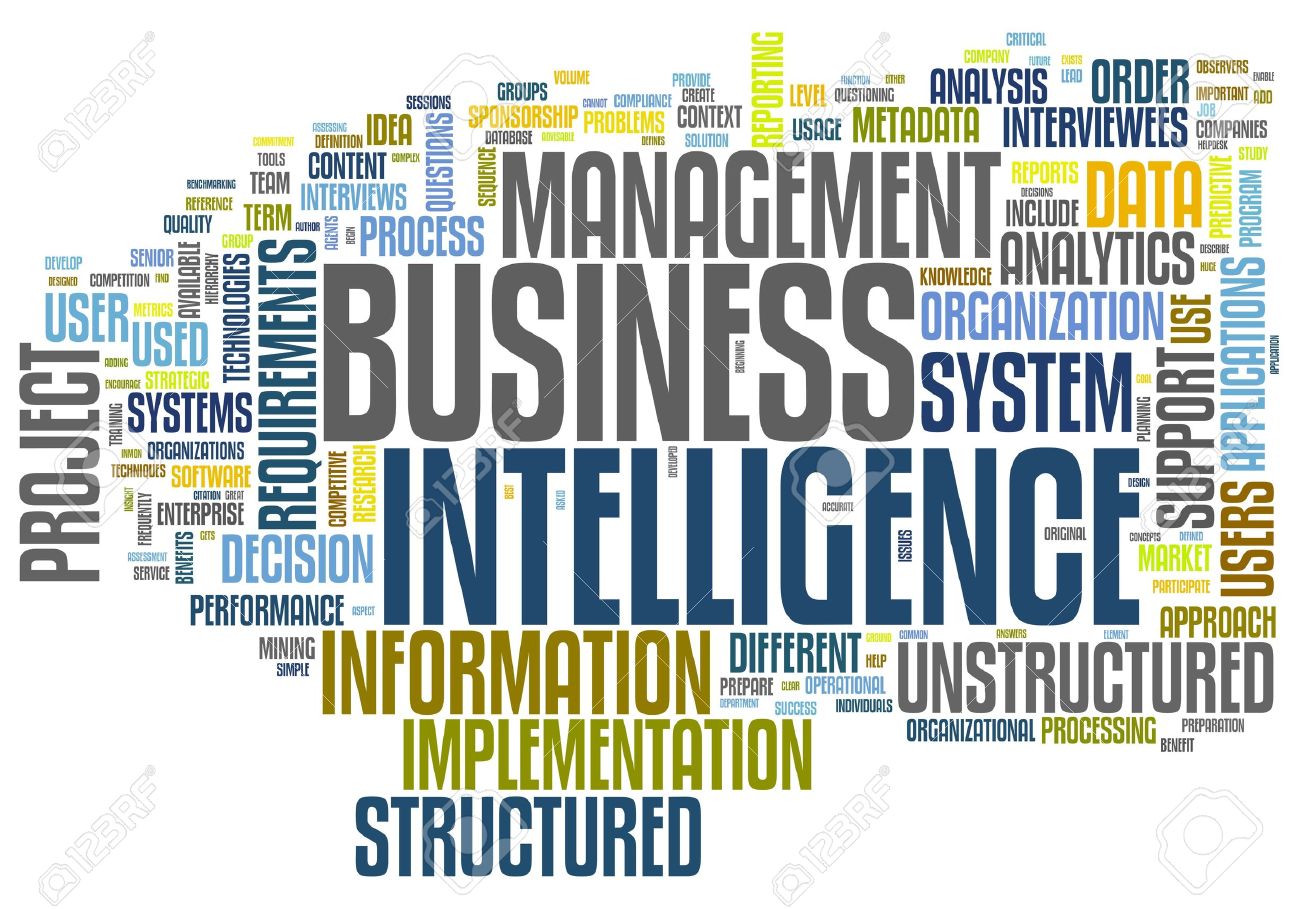 CRITICAL
COMPANY
FUTURE
EXISTS
OBSERVERS
REPORTING
VOLUME
PROVIDE
FUNCTION
EITHER
ANALYSIS
LEAD
ORDER
ENABLE
SESSIONS
GROUPS
CANNOT
COMPLIANCE
CREATE
LEVEL
QUESTIONING
IMPORTANT
ADD
SPONSORSHIP
PROBLEMS
CONTEXT
USAGE
METADATA
INTERVIEWEES
JOB
COMPANIES
ASSESSING
IDEA
QUESTIONS
DATABASE
ADVISABLE
DEFINES
SOLUTION
HELPDESK
COMMITMENT
DEFINITION
TOOLS
CONTENT
COMPLEX
SEQUENCE
MANAGEMENT
REPORTS
DATA
PREDICTIVE
STUDY
BENCHMARKING
TEAM
INTERVIEWS
DECISIONS
INCLUDE
PROGRAM
REFERENCE
TERM
AUTHOR
AGENTS
BEGIN
PROCESS
QUALITY
GROUP
ANALYTICS
DESCRIBE
HUGE
DEVELOP
SENIOR
AVAILABLE
HIERARCHY
TECHNOLOGIES
REQUIREMENTS
BUSINESS
KNOWLEDGE
DESIGNED
COMPETITION
FIND
ORGANIZATION
USE
APPLICATIONS
USER
METRICS
USED
BEGINNING
APPLICATION
PROJECT
ADDING
SYSTEM
SUPPORT
ENCOURAGE
STRATEGIC
GOAL
TRAINING
SYSTEMS
PLANNING
INMON
ORGANIZATIONS
COMPETITIVE
RESEARCH
INTELLIGENCE
DEVELOPED
TECHNIQUES
SOFTWARE
BEST
ASKED
ACCURATE
DESIGN
USERS
INSIGHT
FREQUENTLY
CITATION
GREAT
ENTERPRISE
ISSUES
ORIGINAL
CONCEPTS
DEFINED
BENEFITS
GETS
DECISION
MARKET
ASSESSMENT
SERVICE
PARTICIPATE
PERFORMANCE
ASPECT
APPROACH
MINING
INFORMATION
DIFFERENT
GROUND
COMMON
ANSWERS
ELEMENT
SIMPLE
HELP
UNSTRUCTURED
PREPARE
CLEAR
OPERATIONAL
DEPARTMENT
SUCCESS
INDIVIDUALS
IMPLEMENTATION
ORGANIZATIONAL
PROCESSING
PREPARATION
BENEFIT
STRUCTURED
123RF